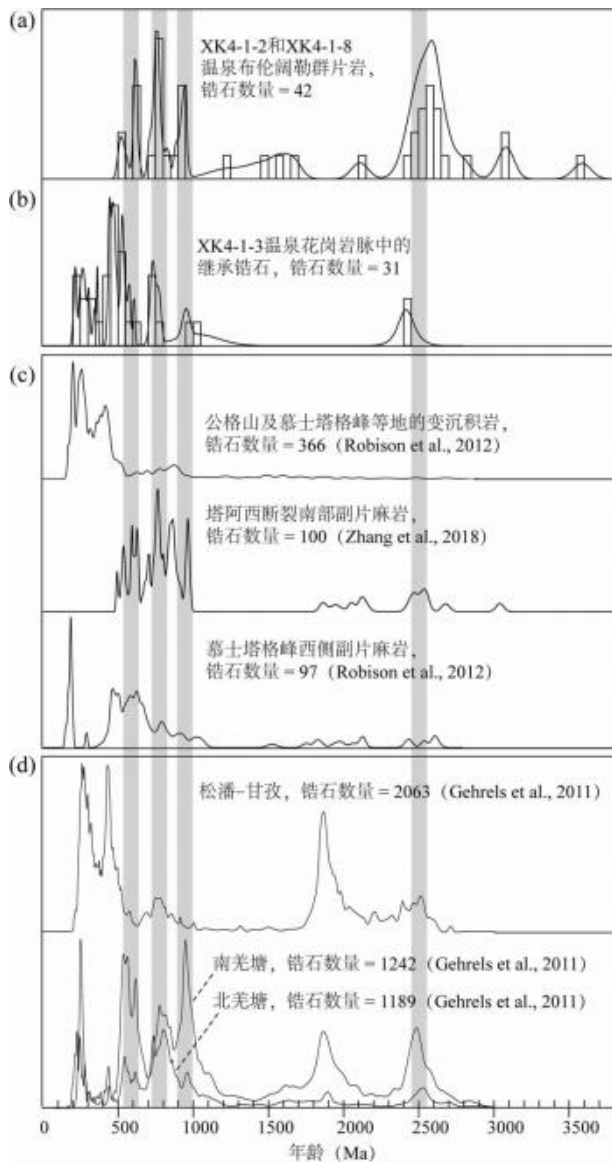 (a)
XK4-1-2和XK4-1-8
温泉布伦阔勒群片岩，
锆石数量 = 42
(b)
XK4-1-3温泉花岗岩脉中的
继承锆石，锆石数量 = 31
(c)
公格山及慕士塔格峰等地的变沉积岩，
锆石数量 = 366 (Robison et al., 2012)
塔阿西断裂南部副片麻岩，
锆石数量 = 100 (Zhang et al., 2018)
慕士塔格峰西侧副片麻岩，
锆石数量 = 97 (Robison et al., 2012)
(d)
松潘–甘孜，锆石数量 = 2063 (Gehrels et al., 2011)
南羌塘，锆石数量 = 1242 (Gehrels et al., 2011)
北羌塘，锆石数量 = 1189 (Gehrels et al., 2011)
0 500 1000 1500 2000 2500 3000 3500
年龄 (Ma)